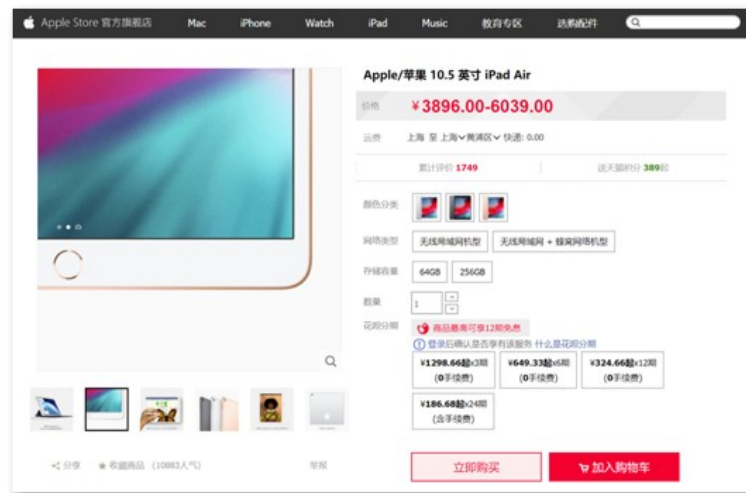 Apple Store 官方旗舰店 Mac iPhone Watch iPad Music 教育专区 选购配件
Apple/苹果 10.5 英寸 iPad Air
价格 ¥3896.00-6039.00
运费 上海 至 上海 黄浦区 快递: 0.00
累计评价 1749 送天猫积分 389起
颜色分类
网络类型 无线局域网机型 无线局域网 + 蜂窝网络机型
存储容量 64GB 256GB
数量 1
花呗分期 商品最高可享12期免息
登录后确认是否享有该服务 什么是花呗分期
¥1298.66起x3期 ¥649.33起x6期 ¥324.66起x12期
(0手续费) (0手续费) (0手续费)
¥186.68起x24期
(含手续费)
分享 收藏商品 (10883人气) 举报
立即购买 加入购物车